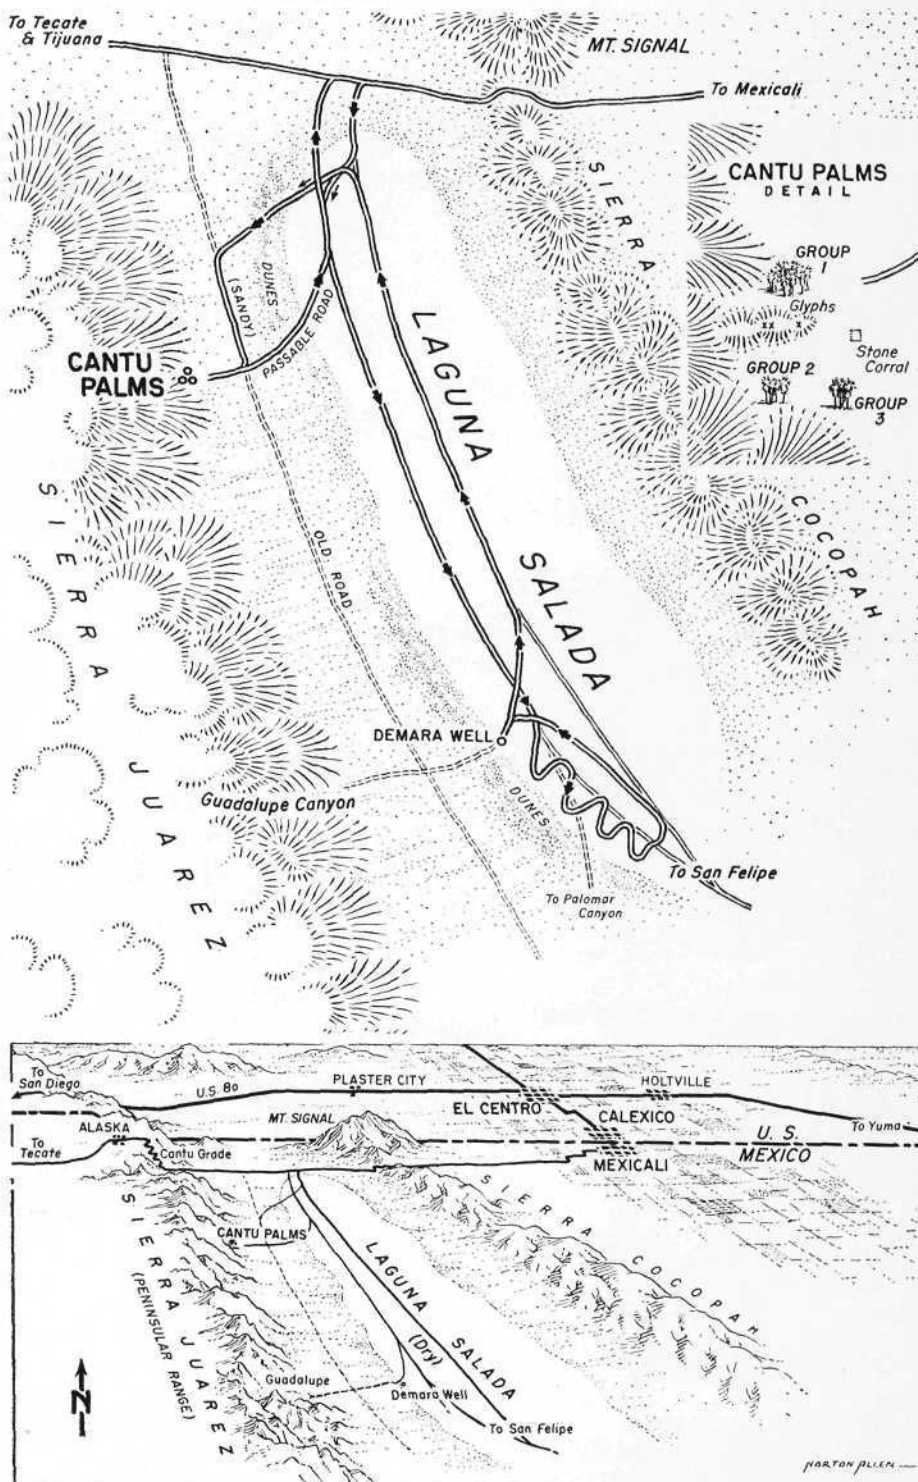 To Tecate
& Tijuana
MT. SIGNAL
To Mexicali
CANTU PALMS
DETAIL
GROUP
1
Glyphs
xx x
Stone
Corral
GROUP 2
GROUP
3
SIERRA
COCOPAH
DUNES
(SANDY)
PASSABLE ROAD
CANTU
PALMS
LAGUNA
SALADA
OLD ROAD
SIERRA
JUAREZ
DEMARA WELL
Guadalupe Canyon
DUNES
To San Felipe
To Palomar
Canyon
To
San Diego
U.S 80
PLASTER CITY
HOLTVILLE
EL CENTRO
CALEXICO
To Yuma
MT. SIGNAL
ALASKA
To
Tecate
Cantu Grade
U. S.
MEXICO
MEXICALI
SIERRA COCOPAH
CANTU PALMS
SIERRA JUAREZ
(PENINSULAR RANGE)
LAGUNA
(Dry)
SALADA
Guadalupe
Demara Well
To San Felipe
N
NORTON ALLEN